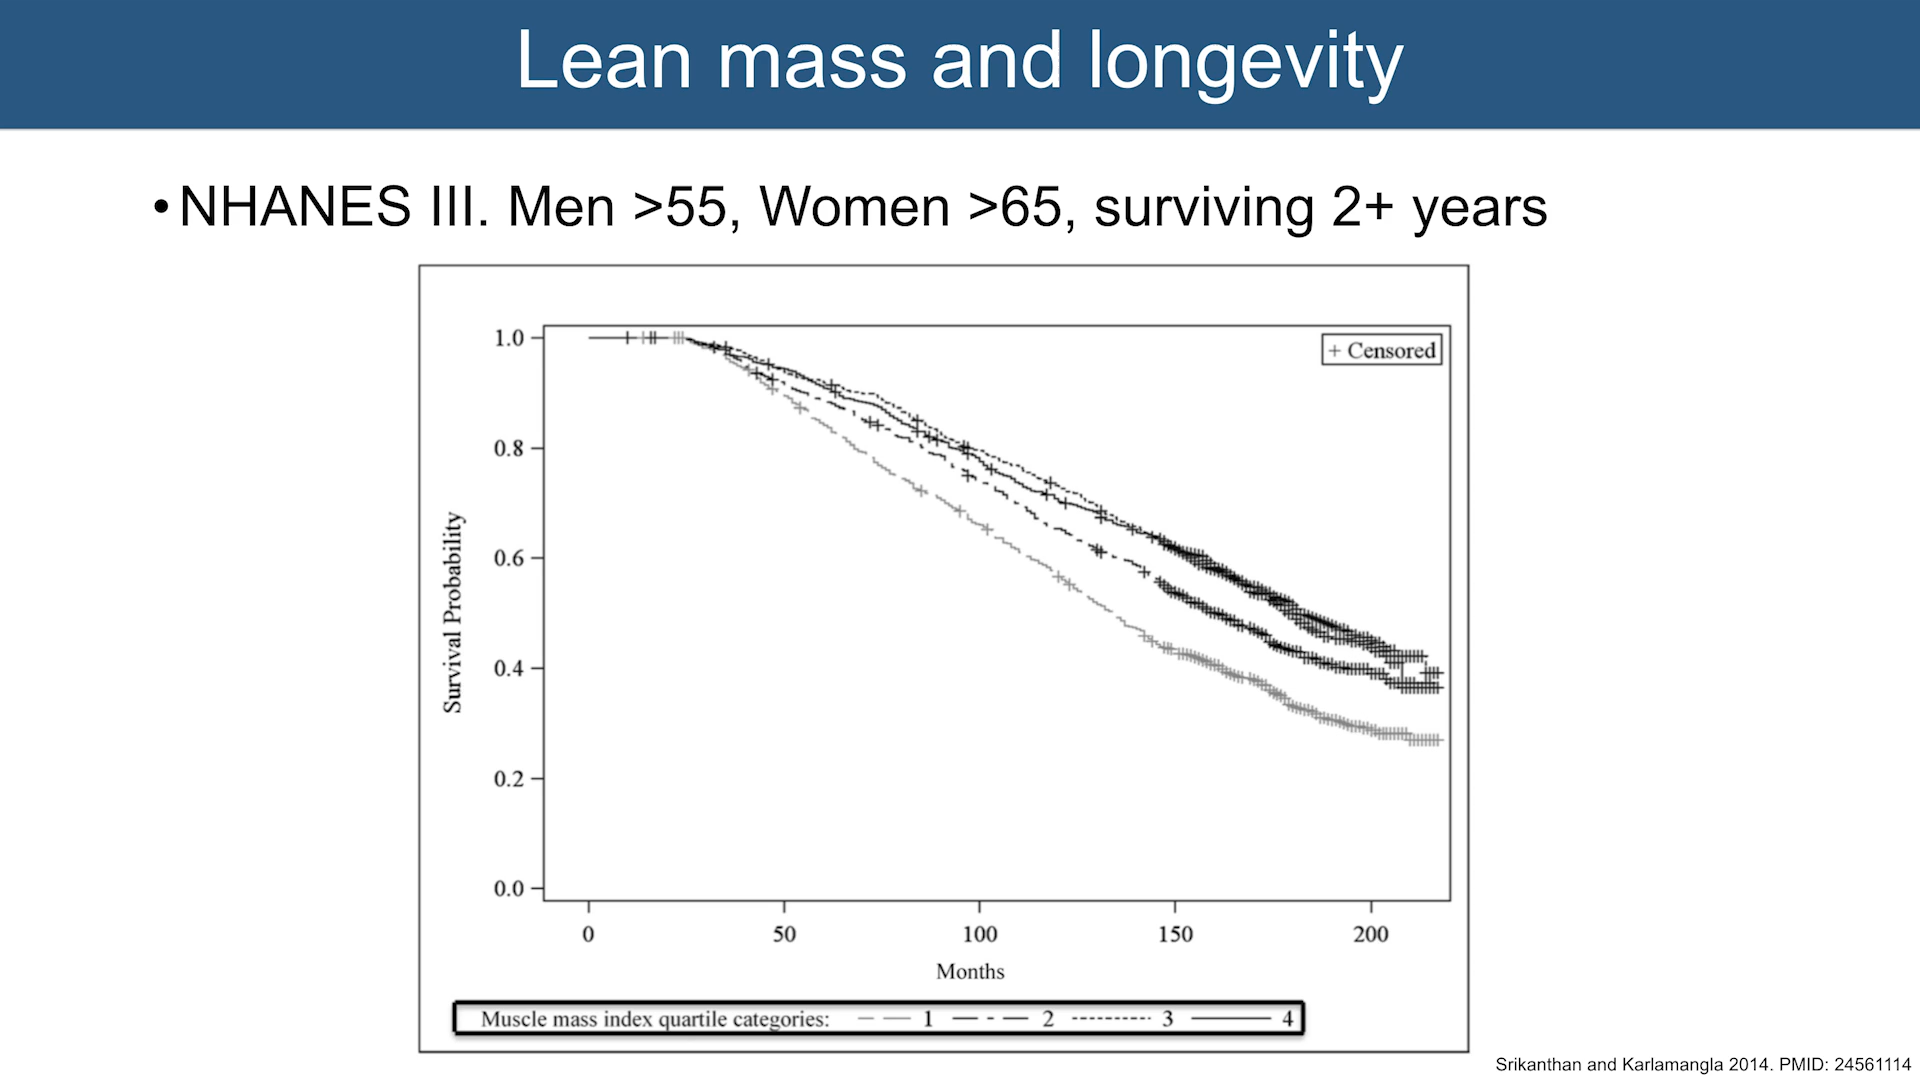 Lean mass and longevity
•NHANES III. Men >55, Women >65, surviving 2+ years
+ Censored
1.0
0.8
0.6
0.4
0.2
0.0
Survival Probability
0 50 100 150 200
Months
Muscle mass index quartile categories: 1 2 3 4
Srikanthan and Karlamangla 2014. PMID: 24561114